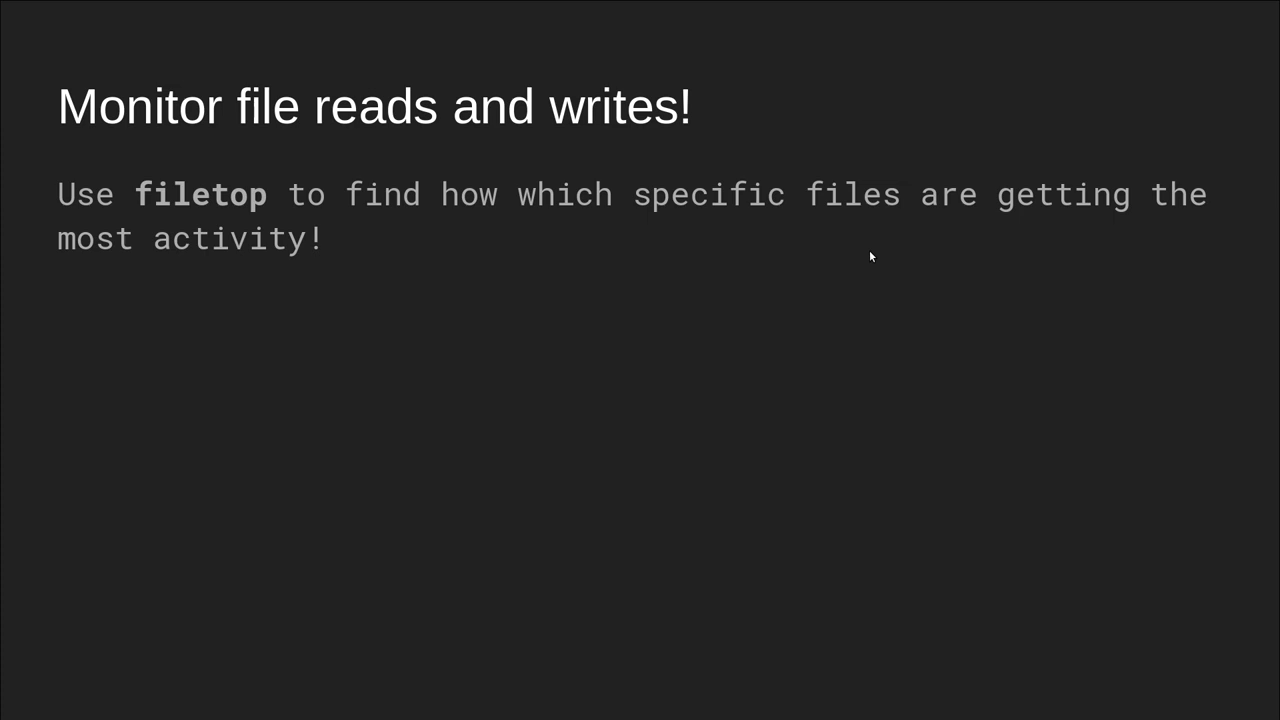 Monitor file reads and writes!
Use filetop to find how which specific files are getting the
most activity!